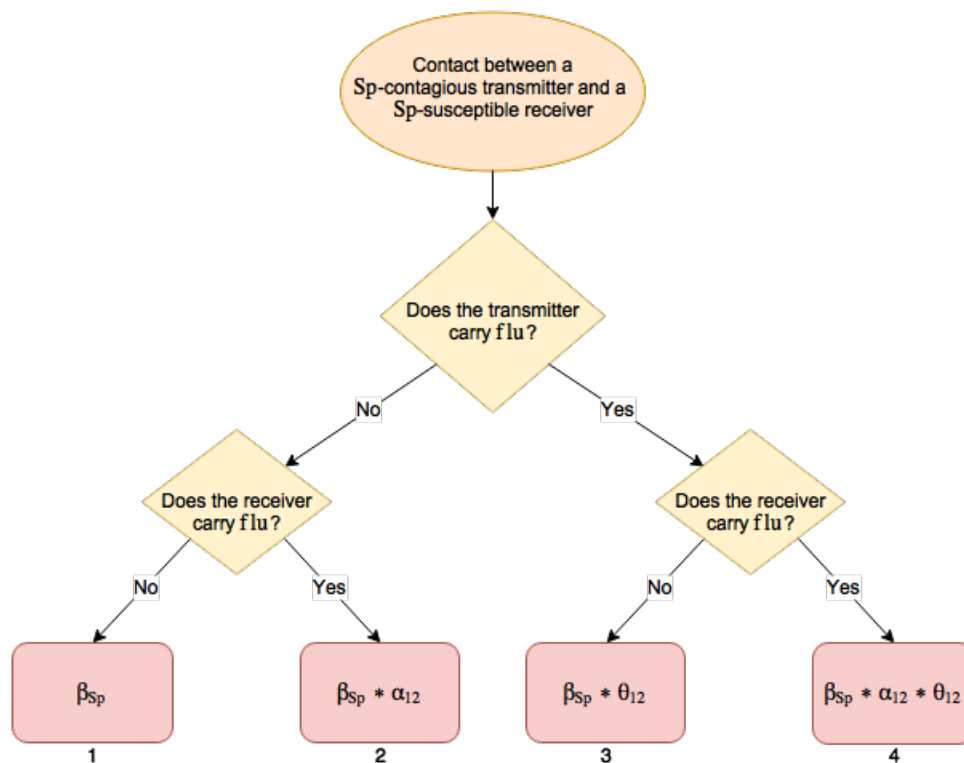 Contact between a
Sp-contagious transmitter and a
Sp-susceptible receiver
Does the transmitter
carry flu?
No
Yes
Does the receiver
carry flu?
Does the receiver
carry flu?
No
Yes
No
Yes
βSp
βSp * α12
βSp * θ12
βSp * α12 * θ12
1
2
3
4